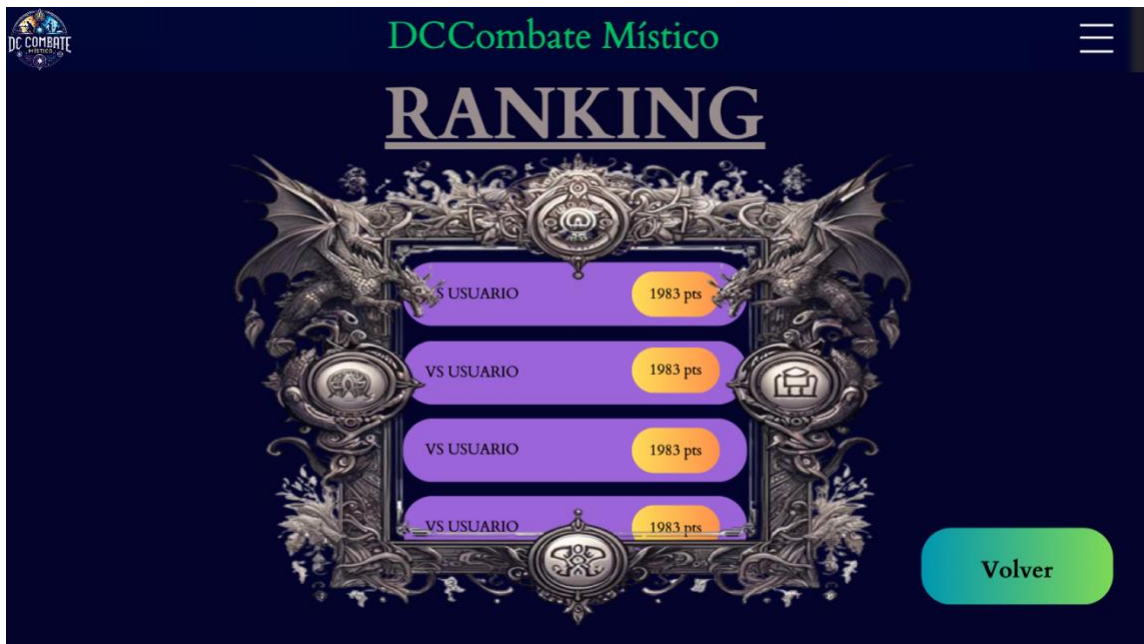 DC COMBATE
MÍSTICO
DCCombate Místico
RANKING
S USUARIO
1983 pts
VS USUARIO
1983 pts
VS USUARIO
1983 pts
VS USUARIO
1983 pts
Volver